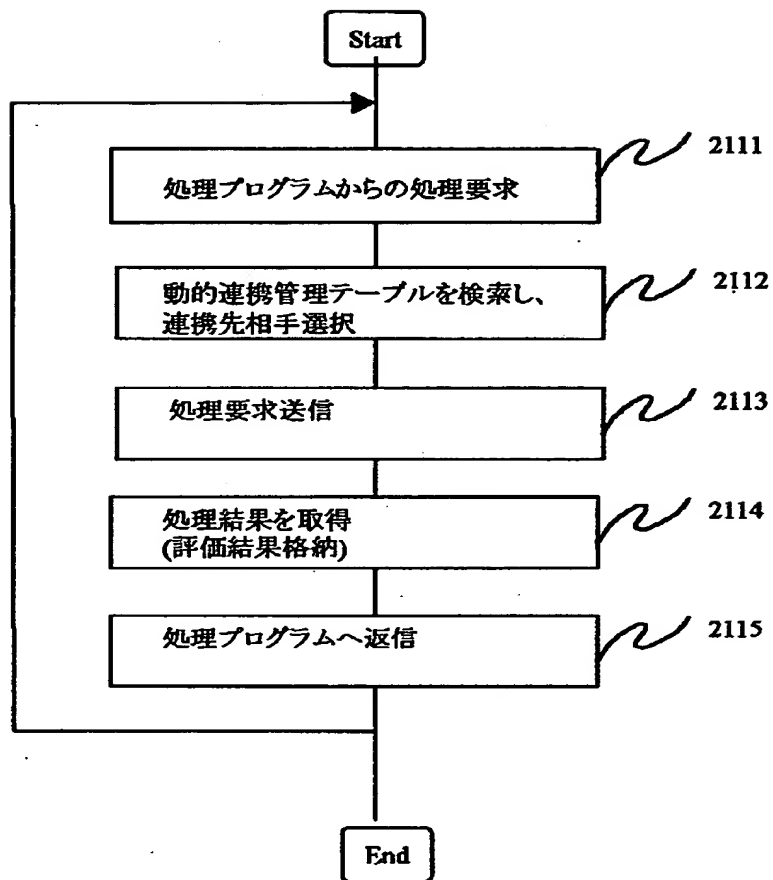 Start
2111
処理プログラムからの処理要求
2112
動的連携管理テーブルを検索し、
連携先相手選択
2113
処理要求送信
2114
処理結果を取得
(評価結果格納)
2115
処理プログラムへ返信
End